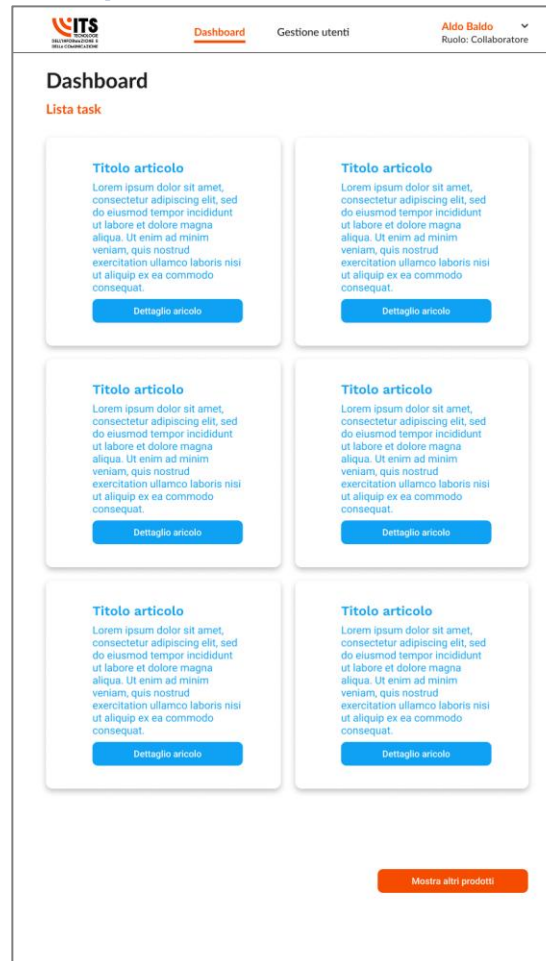 ITS
TECNOLOGIE
DELL'INFORMAZIONE E
DELLA COMUNICAZIONE
Dashboard
Gestione utenti
Aldo Baldo
Ruolo: Collaboratore
Dashboard
Lista task
Titolo articolo
Lorem ipsum dolor sit amet,
consectetur adipiscing elit, sed
do eiusmod tempor incididunt
ut labore et dolore magna
aliqua. Ut enim ad minim
veniam, quis nostrud
exercitation ullamco laboris nisi
ut aliquip ex ea commodo
consequat.
Dettaglio aricolo
Titolo articolo
Lorem ipsum dolor sit amet,
consectetur adipiscing elit, sed
do eiusmod tempor incididunt
ut labore et dolore magna
aliqua. Ut enim ad minim
veniam, quis nostrud
exercitation ullamco laboris nisi
ut aliquip ex ea commodo
consequat.
Dettaglio aricolo
Titolo articolo
Lorem ipsum dolor sit amet,
consectetur adipiscing elit, sed
do eiusmod tempor incididunt
ut labore et dolore magna
aliqua. Ut enim ad minim
veniam, quis nostrud
exercitation ullamco laboris nisi
ut aliquip ex ea commodo
consequat.
Dettaglio aricolo
Titolo articolo
Lorem ipsum dolor sit amet,
consectetur adipiscing elit, sed
do eiusmod tempor incididunt
ut labore et dolore magna
aliqua. Ut enim ad minim
veniam, quis nostrud
exercitation ullamco laboris nisi
ut aliquip ex ea commodo
consequat.
Dettaglio aricolo
Titolo articolo
Lorem ipsum dolor sit amet,
consectetur adipiscing elit, sed
do eiusmod tempor incididunt
ut labore et dolore magna
aliqua. Ut enim ad minim
veniam, quis nostrud
exercitation ullamco laboris nisi
ut aliquip ex ea commodo
consequat.
Dettaglio aricolo
Titolo articolo
Lorem ipsum dolor sit amet,
consectetur adipiscing elit, sed
do eiusmod tempor incididunt
ut labore et dolore magna
aliqua. Ut enim ad minim
veniam, quis nostrud
exercitation ullamco laboris nisi
ut aliquip ex ea commodo
consequat.
Dettaglio aricolo
Mostra altri prodotti